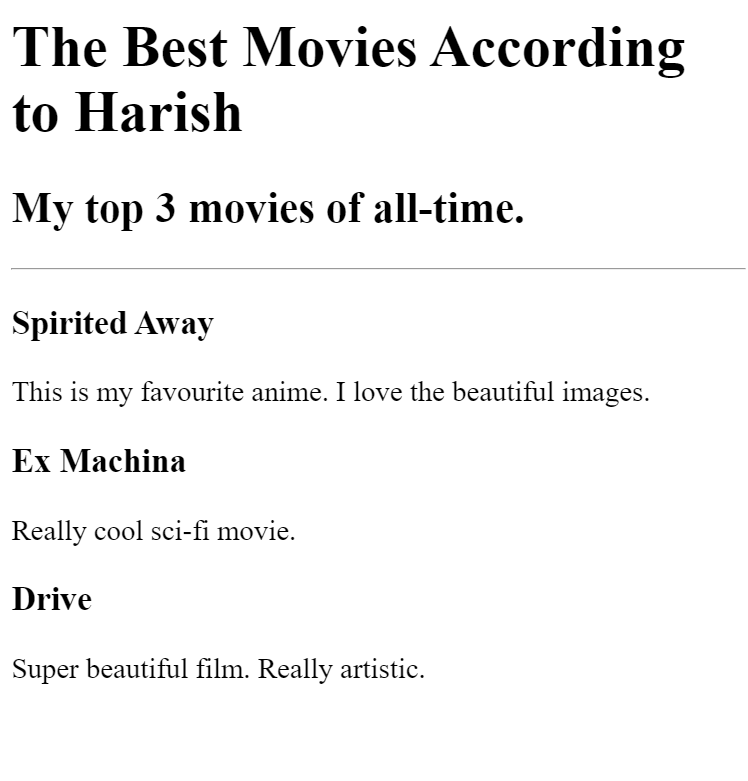 The Best Movies According
to Harish
My top 3 movies of all-time.
Spirited Away
This is my favourite anime. I love the beautiful images.
Ex Machina
Really cool sci-fi movie.
Drive
Super beautiful film. Really artistic.